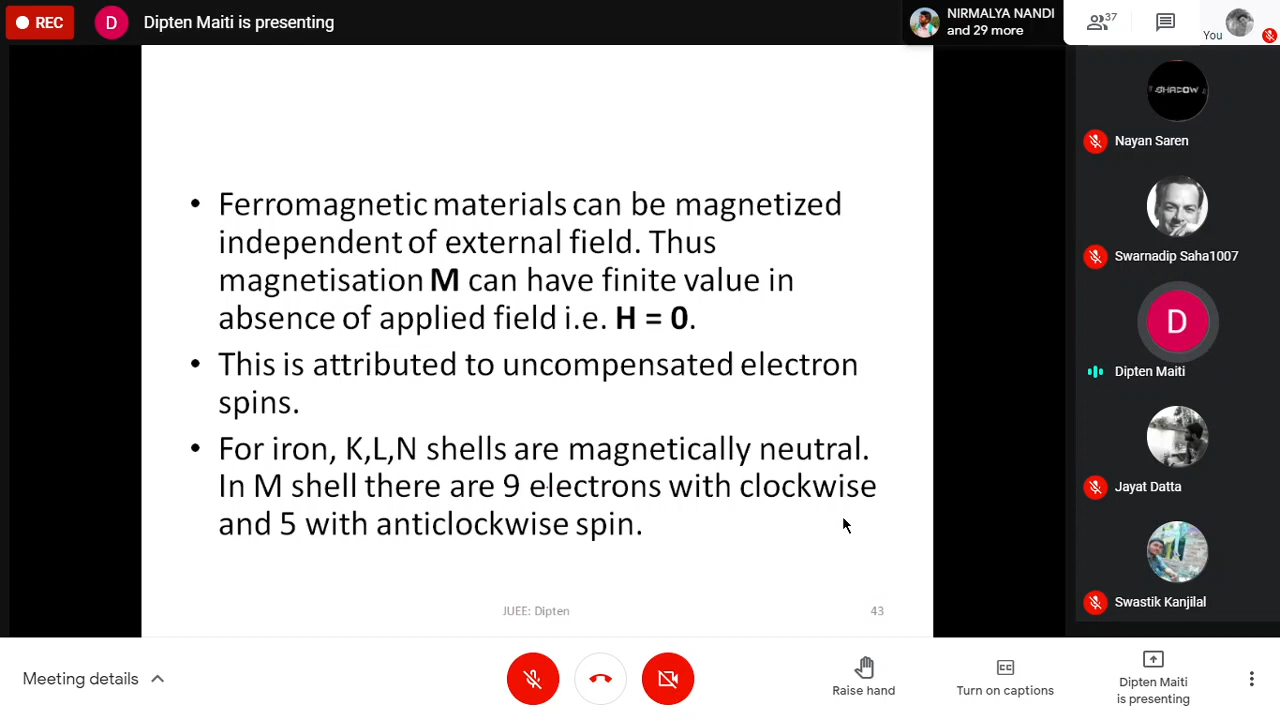 REC
D
Dipten Maiti is presenting
NIRMALYA NANDI
and 29 more
37
You
SHADOW
Nayan Saren
• Ferromagnetic materials can be magnetized
independent of external field. Thus
magnetisation M can have finite value in
absence of applied field i.e. H = 0.
• This is attributed to uncompensated electron
spins.
• For iron, K,L,N shells are magnetically neutral.
In M shell there are 9 electrons with clockwise
and 5 with anticlockwise spin.
JUEE: Dipten
43
Swarnadip Saha1007
D
Dipten Maiti
Jayat Datta
Swastik Kanjilal
Meeting details
Raise hand
Turn on captions
Dipten Maiti
is presenting